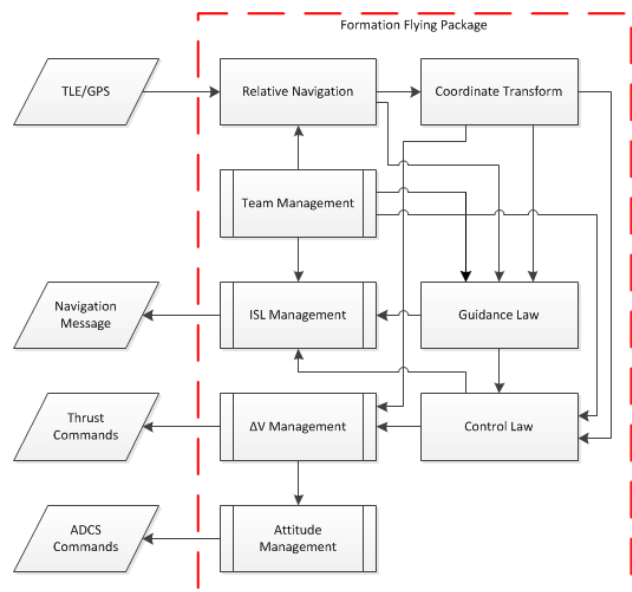 Formation Flying Package
TLE/GPS
Relative Navigation
Coordinate Transform
Team Management
Navigation
Message
ISL Management
Guidance Law
Thrust
Commands
ΔV Management
Control Law
ADCS
Commands
Attitude
Management